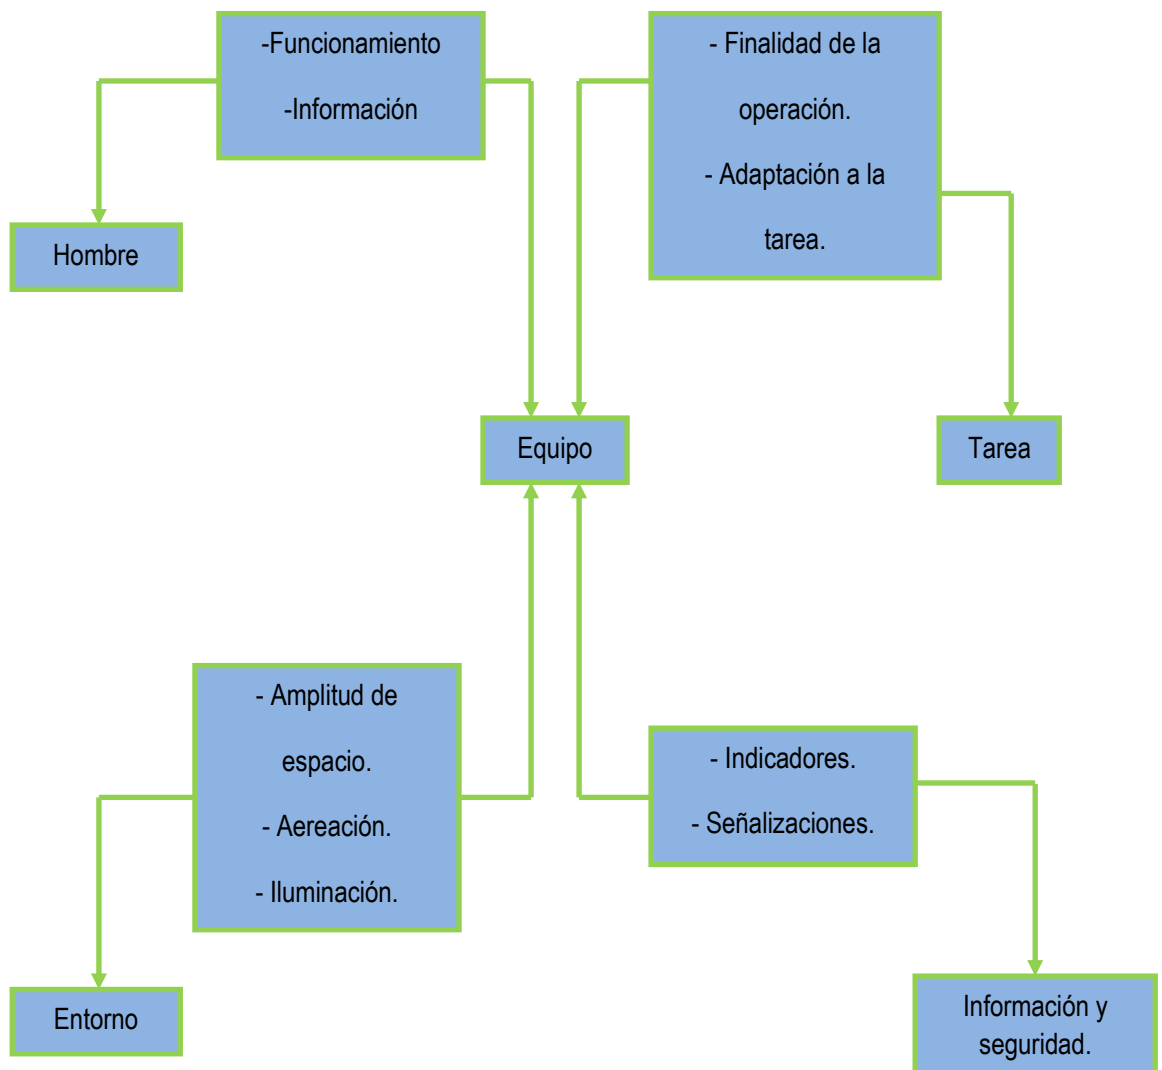 -Funcionamiento
-Información
- Finalidad de la
operación.
- Adaptación a la
tarea.
Hombre
Equipo
Tarea
- Amplitud de
espacio.
- Aereación.
- Iluminación.
- Indicadores.
- Señalizaciones.
Entorno
Información y
seguridad.